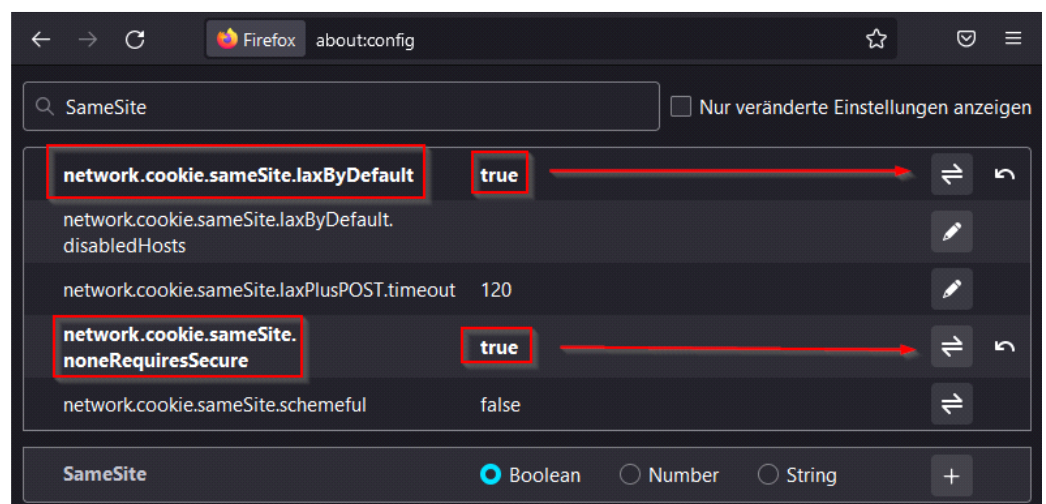 Firefox about:config
SameSite
Nur veränderte Einstellungen anzeigen
network.cookie.sameSite.laxByDefault true
network.cookie.sameSite.laxByDefault.
disabledHosts
network.cookie.sameSite.laxPlusPOST.timeout 120
network.cookie.sameSite.
noneRequiresSecure true
network.cookie.sameSite.schemeful false
SameSite Boolean Number String